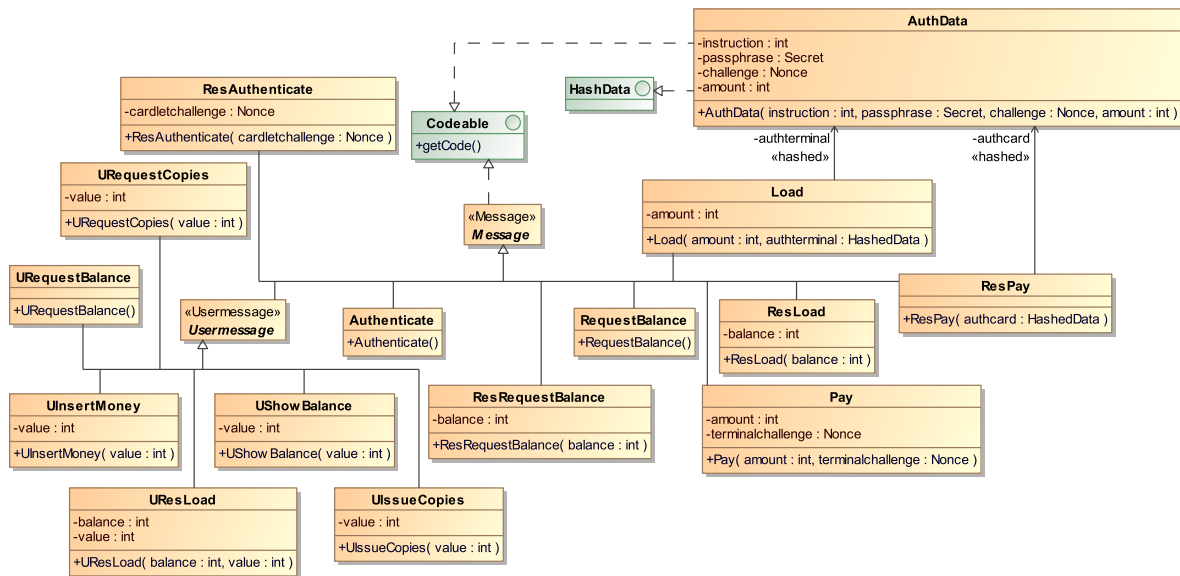 AuthData
-instruction : int
-passphrase : Secret
-challenge : Nonce
-amount : int
+AuthData( instruction : int, passphrase : Secret, challenge : Nonce, amount : int )
ResAuthenticate
-cardletchallenge : Nonce
+ResAuthenticate( cardletchallenge : Nonce )
HashData
Codeable
+getCode()
-authterminal
«hashed»
-authcard
«hashed»
URequestCopies
-value : int
+URequestCopies( value : int )
«Message»
Message
Load
-amount : int
+Load( amount : int, authterminal : HashedData )
URequestBalance
+URequestBalance()
«Usermessage»
Usermessage
Authenticate
+Authenticate()
RequestBalance
+RequestBalance()
ResLoad
-balance : int
+ResLoad( balance : int )
ResPay
+ResPay( authcard : HashedData )
UInsertMoney
-value : int
+UInsertMoney( value : int )
UShowBalance
-value : int
+UShowBalance( value : int )
ResRequestBalance
-balance : int
+ResRequestBalance( balance : int )
Pay
-amount : int
-terminalchallenge : Nonce
+Pay( amount : int, terminalchallenge : Nonce )
UResLoad
-balance : int
-value : int
+UResLoad( balance : int, value : int )
UIssueCopies
-value : int
+UIssueCopies( value : int )